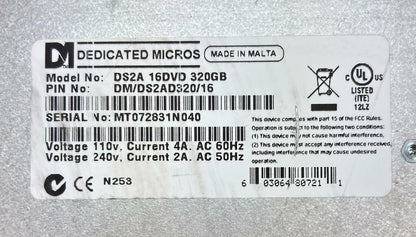 DM DEDICATED MICROS MADE IN MALTA
Model No: DS2A 16DVD 320GB
PIN No: DM/DS2AD320/16
C UL US
LISTED
(ITE)
12LZ
SERIAL No: MT072831N040
This device complies with part 15 of the FCC Rules.
Operation is subject to the following two conditions:
(1) This device may not cause harmful interference, and
(2) this device must accept any interference received,
including interference that may cause undesired
operation.
Voltage 110v, Current 4A. AC 60Hz
Voltage 240v, Current 2A. AC 50Hz
CE N253
6 03064 80721 1